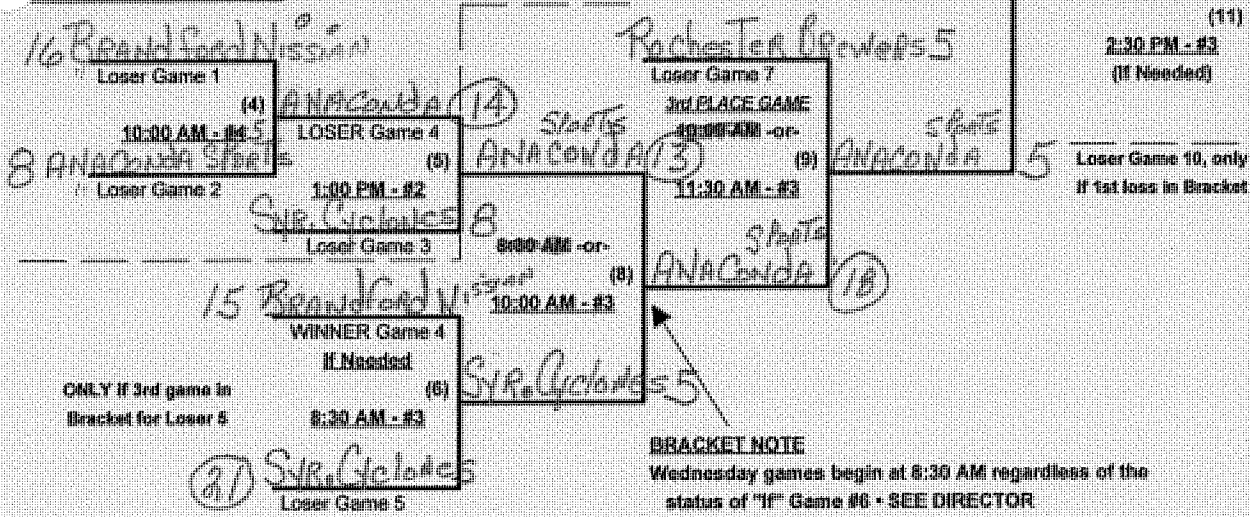 16 Brandford Nissian
Loser Game 1
(4)
10:00 AM - #4 5
8 Anaconda Sports
Loser Game 2
Anaconda (14)
LOSER Game 4
(5)
1:00 PM - #2
Syr. Cyclones 8
Loser Game 3
15 Brandford Nissan
WINNER Game 4
If Needed
(6)
8:30 AM - #3
ONLY if 3rd game in
Bracket for Loser 5
(21) Syr. Cyclones
Loser Game 5
Sports
Anaconda (13)
8:00 AM -or-
(8)
10:00 AM - #3
Syr. Cyclones 5
Rochester Brewers 5
Loser Game 7
3rd PLACE GAME
10:00 AM -or-
(9)
11:30 AM - #3
Sports
Anaconda (18)
Sports
Anaconda 5
(11)
2:30 PM - #3
(If Needed)
Loser Game 10, only
if 1st loss in Bracket
BRACKET NOTE
Wednesday games begin at 8:30 AM regardless of the
status of "If" Game #6 • SEE DIRECTOR